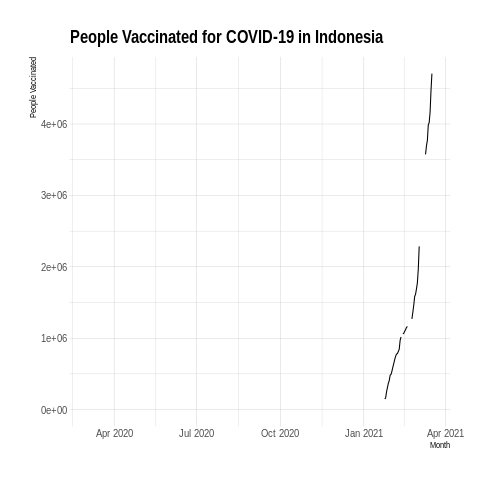 People Vaccinated for COVID-19 in Indonesia
People Vaccinated
4e+06
3e+06
2e+06
1e+06
0e+00
Apr 2020 Jul 2020 Oct 2020 Jan 2021 Apr 2021
Month